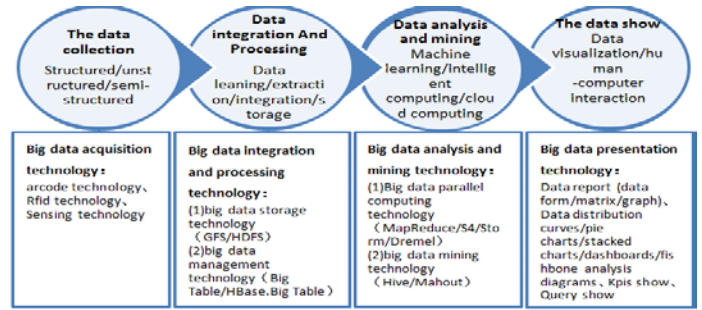 The data
collection
Structured/unst
ructured/semi-
structured
Data
integration And
Processing
Data
leaning/extracti
on/integration/s
torage
Data analysis
and mining
Machine
learning/intellig
ent
computing/clou
d computing
The data show
Data
visualization/hu
man
-computer
interaction
Big data acquisition
technology：
arcode technology、
Rfid technology、
Sensing technology
Big data integration
and processing
technology：
(1)big data storage
technology
（GFS/HDFS）
(2)big data
management
technology（Big
Table/HBase.Big Table）
Big data analysis and
mining technology：
(1)Big data parallel
computing
technology
（MapReduce/S4/Sto
rm/Dremel）
(2)big data mining
technology
（Hive/Mahout）
Big data presentation
technology：
Data report (data
form/matrix/graph)、
Data distribution
curves/pie
charts/stacked
charts/dashboards/fis
hbone analysis
diagrams、Kpis show、
Query show